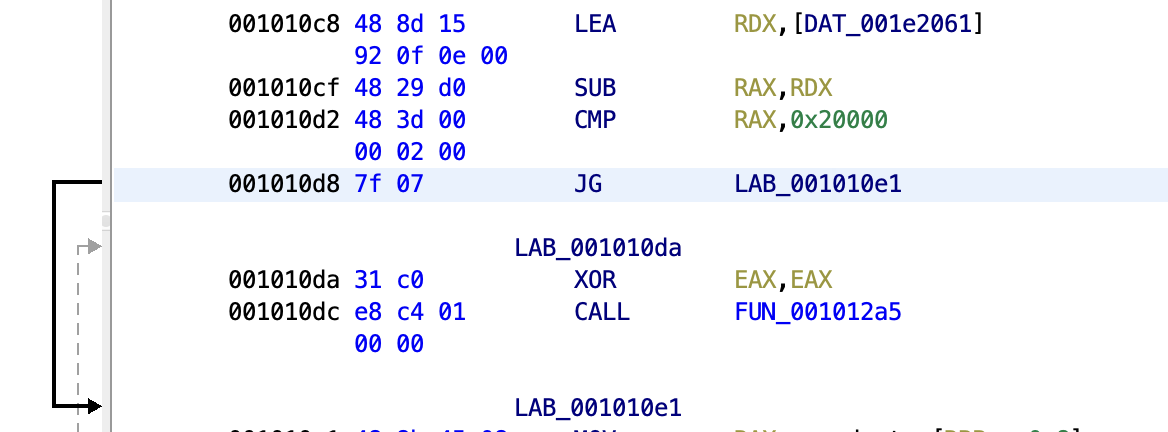 001010c8 48 8d 15 LEA RDX,[DAT_001e2061]
92 0f 0e 00
001010cf 48 29 d0 SUB RAX,RDX
001010d2 48 3d 00 CMP RAX,0x20000
00 02 00
001010d8 7f 07 JG LAB_001010e1
LAB_001010da
001010da 31 c0 XOR EAX,EAX
001010dc e8 c4 01 CALL FUN_001012a5
00 00
LAB_001010e1